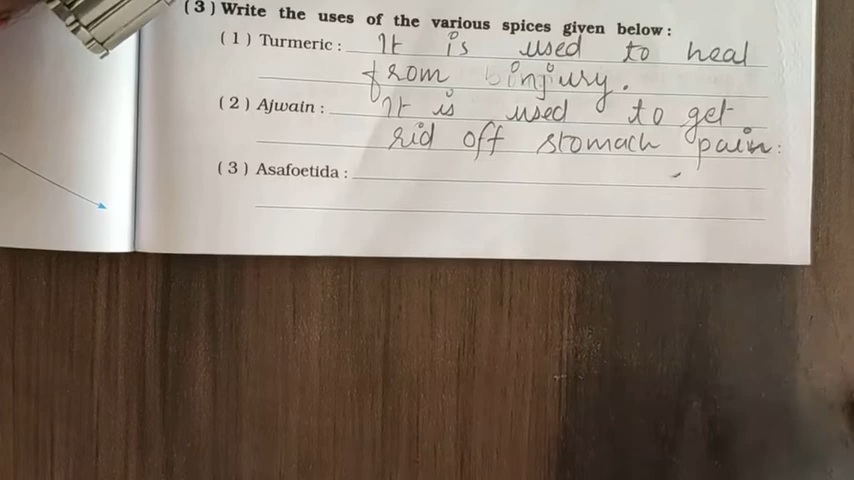 (3) Write the uses of the various spices given below:
(1) Turmeric: It is used to heal
from injury.
(2) Ajwain: It is used to get
rid off stomach pain.
(3) Asafoetida: